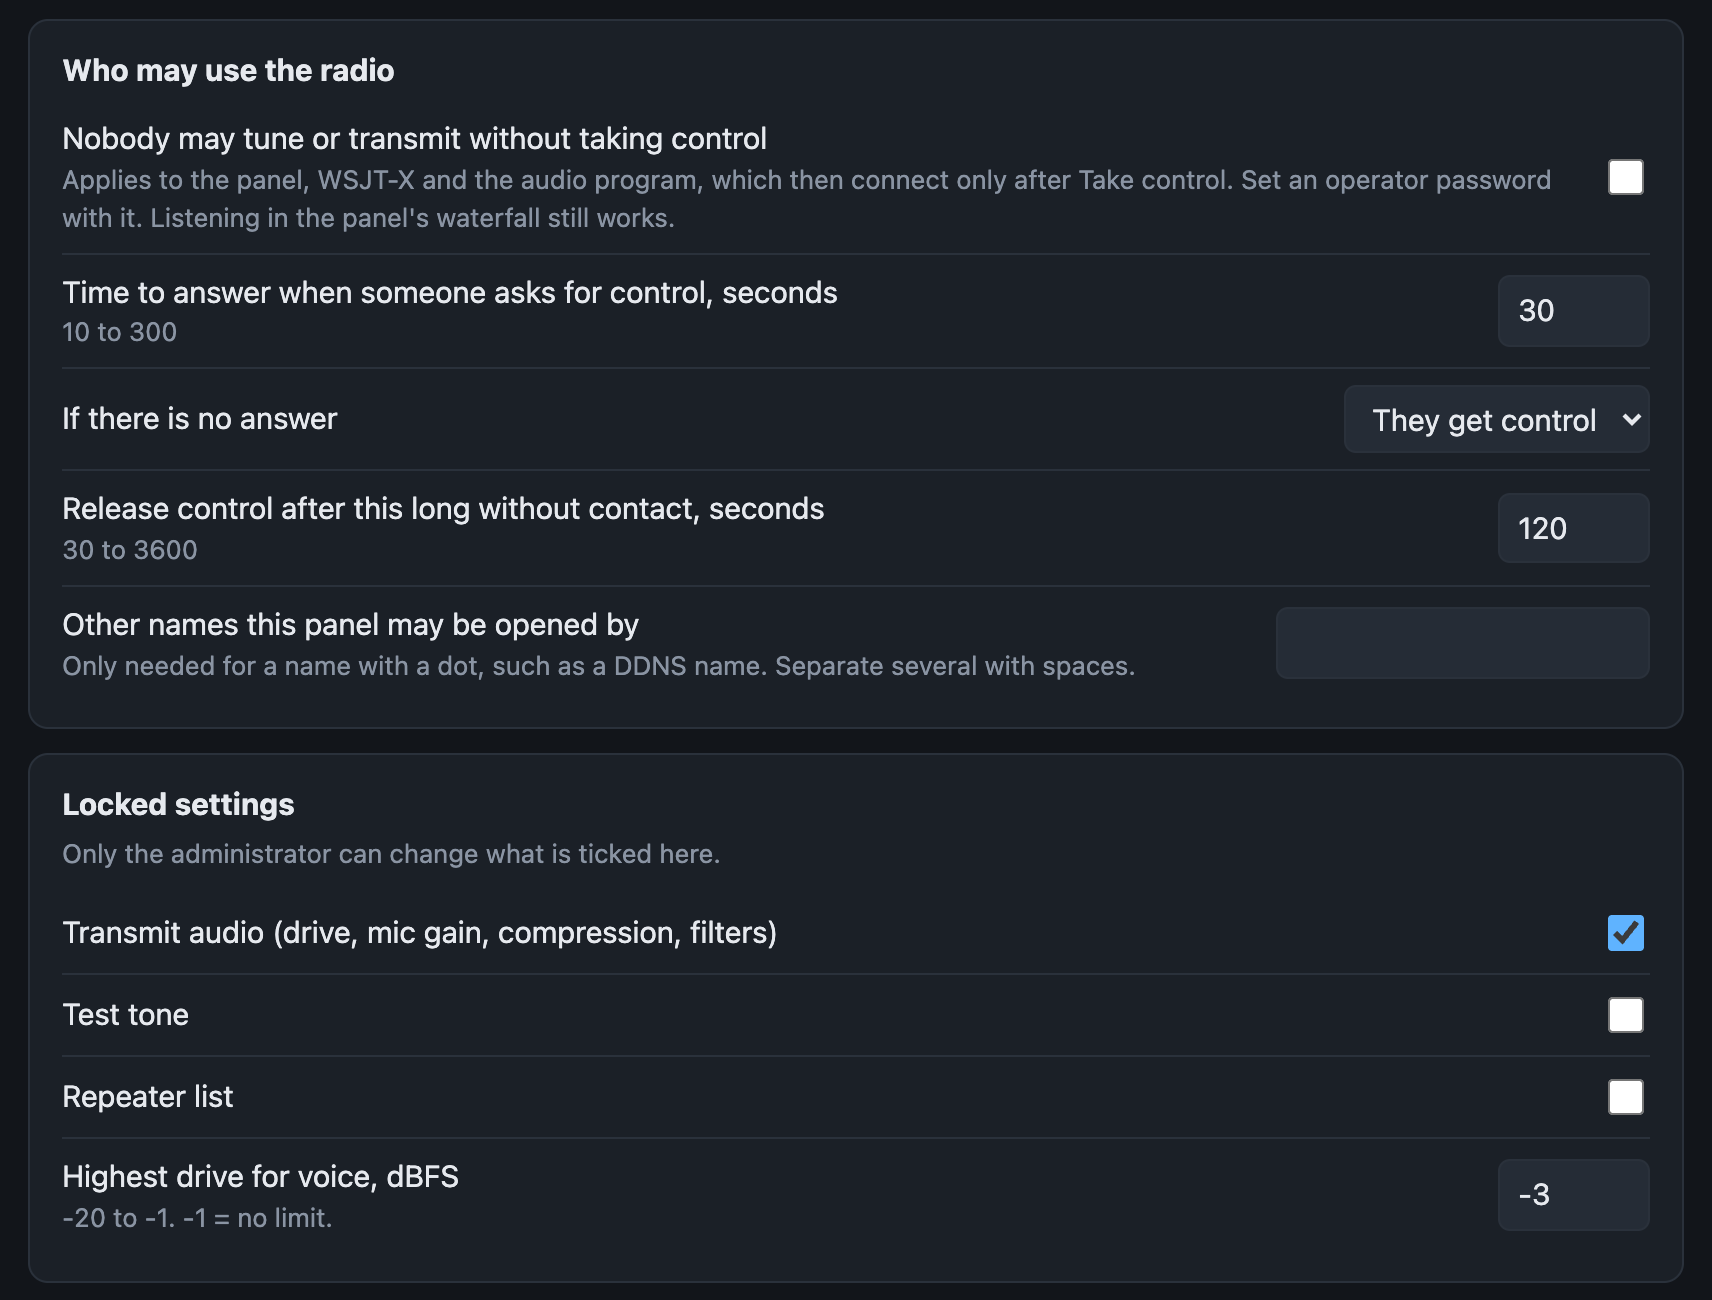 Who may use the radio
Nobody may tune or transmit without taking control
Applies to the panel, WSJT-X and the audio program, which then connect only after Take control. Set an operator password
with it. Listening in the panel's waterfall still works.
Time to answer when someone asks for control, seconds
10 to 300
30
If there is no answer
They get control
Release control after this long without contact, seconds
30 to 3600
120
Other names this panel may be opened by
Only needed for a name with a dot, such as a DDNS name. Separate several with spaces.
Locked settings
Only the administrator can change what is ticked here.
Transmit audio (drive, mic gain, compression, filters)
Test tone
Repeater list
Highest drive for voice, dBFS
-20 to -1. -1 = no limit.
-3